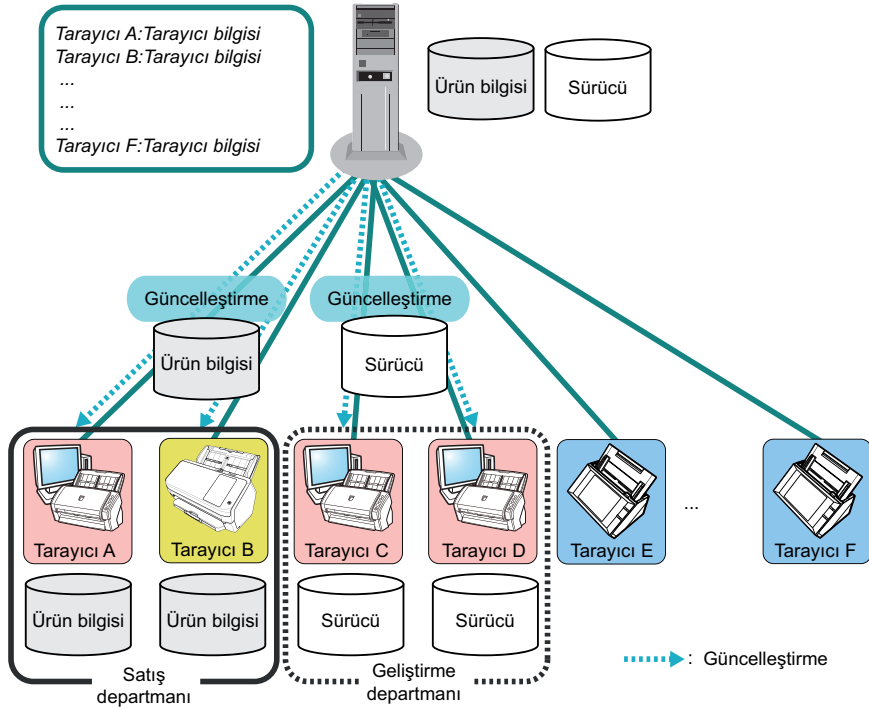 Tarayıcı A:Tarayıcı bilgisi
Tarayıcı B:Tarayıcı bilgisi
...
...
...
Tarayıcı F:Tarayıcı bilgisi
Ürün bilgisi
Sürücü
Güncelleştirme
Güncelleştirme
Ürün bilgisi
Sürücü
Tarayıcı A
Tarayıcı B
Tarayıcı C
Tarayıcı D
Tarayıcı E
...
Tarayıcı F
Ürün bilgisi
Ürün bilgisi
Sürücü
Sürücü
Satış
departmanı
Geliştirme
departmanı
: Güncelleştirme